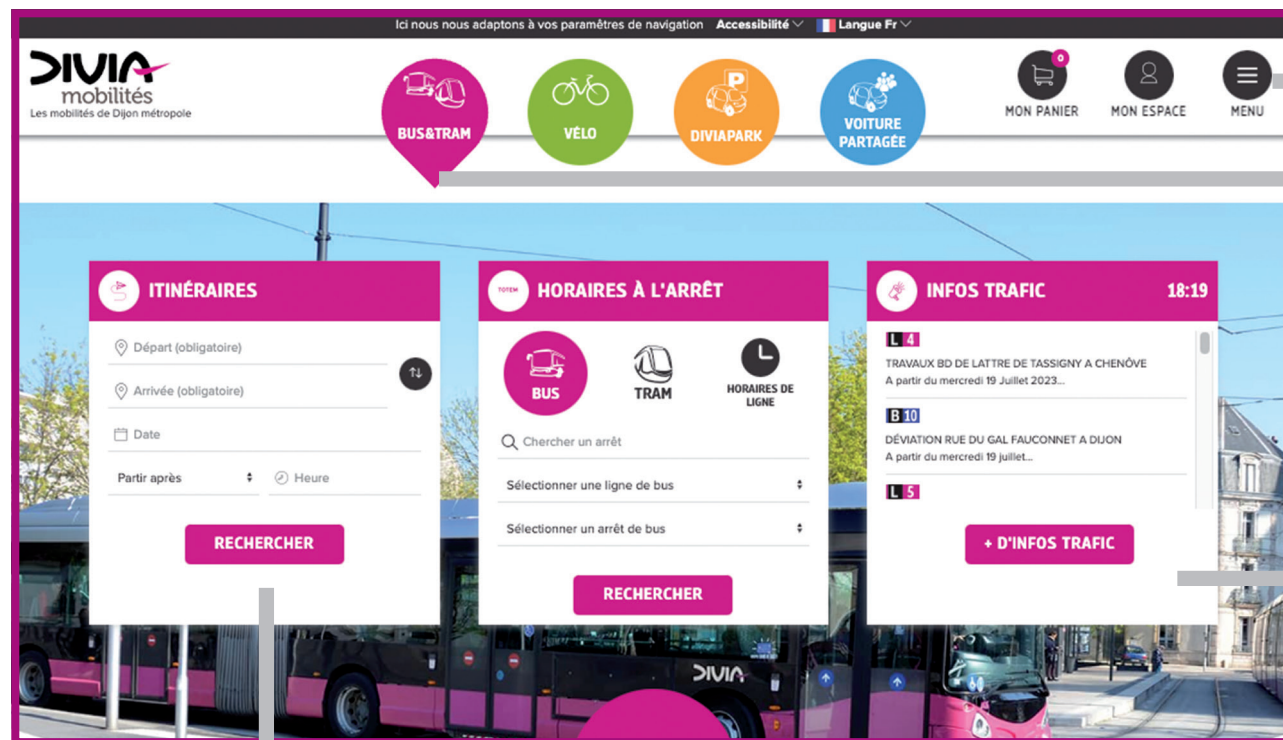 Ici nous nous adaptons à vos paramètres de navigation Accessibilité Langue Fr
DIVIA
mobilités
Les mobilités de Dijon métropole
BUS&TRAM
VÉLO
P
DIVIAPARK
VOITURE
PARTAGÉE
0
MON PANIER
MON ESPACE
MENU
ITINÉRAIRES
Départ (obligatoire)
Arrivée (obligatoire)
Date
Partir après
Heure
RECHERCHER
TOTEM
HORAIRES À L'ARRÊT
BUS
TRAM
HORAIRES DE
LIGNE
Chercher un arrêt
Sélectionner une ligne de bus
Sélectionner un arrêt de bus
RECHERCHER
INFOS TRAFIC 18:19
L 4
TRAVAUX BD DE LATTRE DE TASSIGNY A CHENÔVE
A partir du mercredi 19 Juillet 2023...
B 10
DÉVIATION RUE DU GAL FAUCONNET A DIJON
A partir du mercredi 19 juillet...
L 5
+ D'INFOS TRAFIC
DIVIA